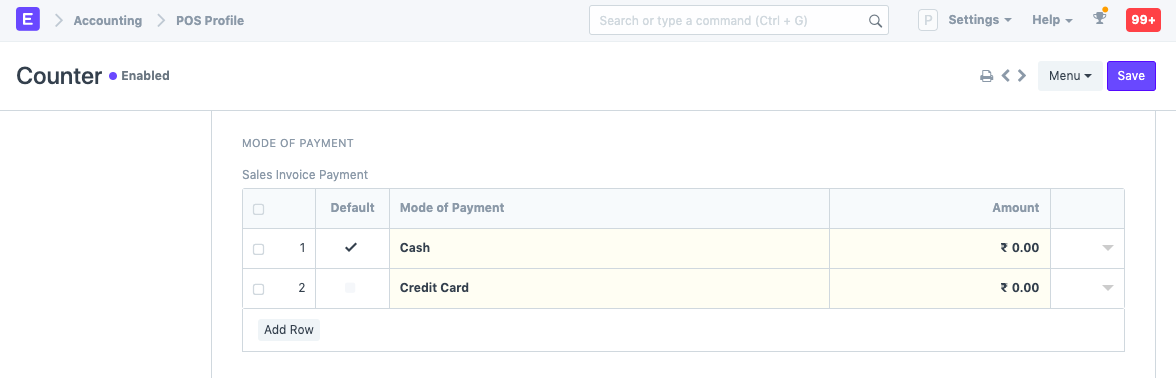 E Accounting POS Profile Search or type a command (Ctrl + G) P Settings Help 99+
Counter Enabled Menu Save
MODE OF PAYMENT
Sales Invoice Payment
Default Mode of Payment Amount
1 Cash ₹ 0.00
2 Credit Card ₹ 0.00
Add Row